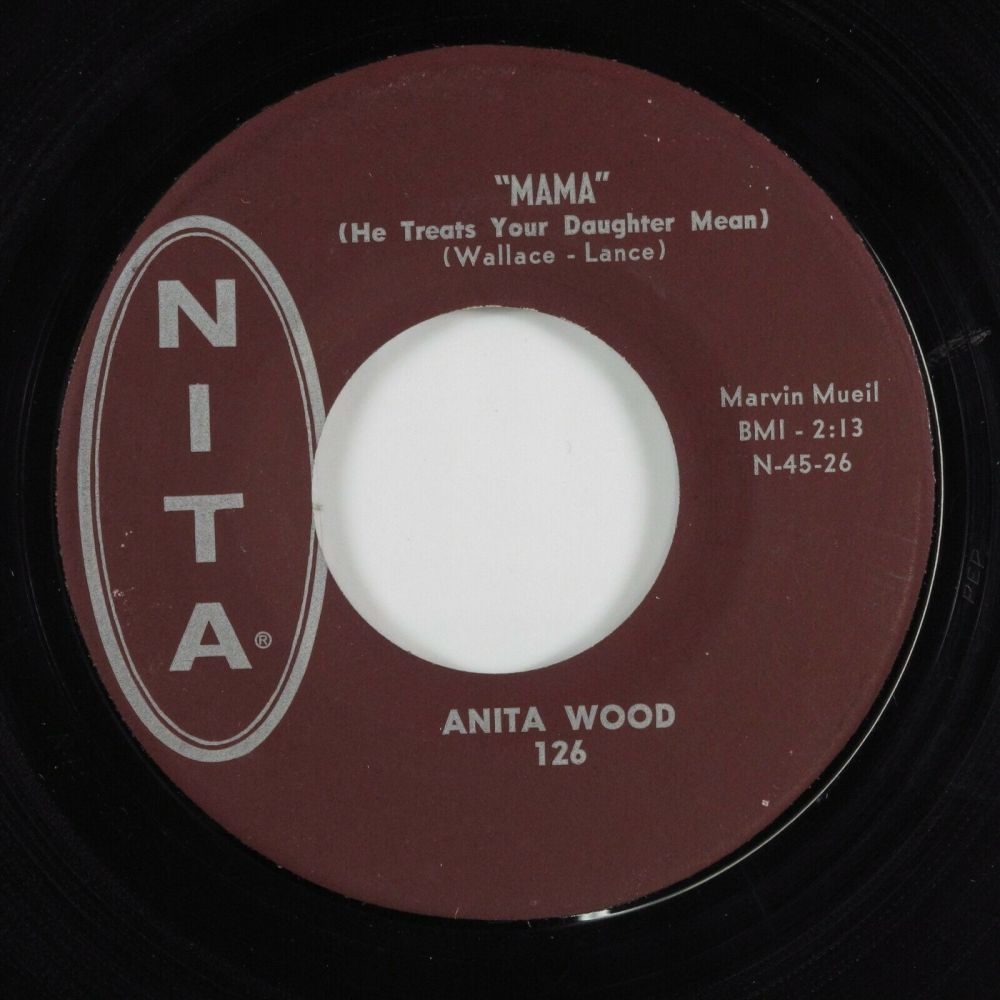 "MAMA"
(He Treats Your Daughter Mean)
(Wallace - Lance)
NITA®
Marvin Mueil
BMI - 2:13
N-45-26
ANITA WOOD
126
PEP